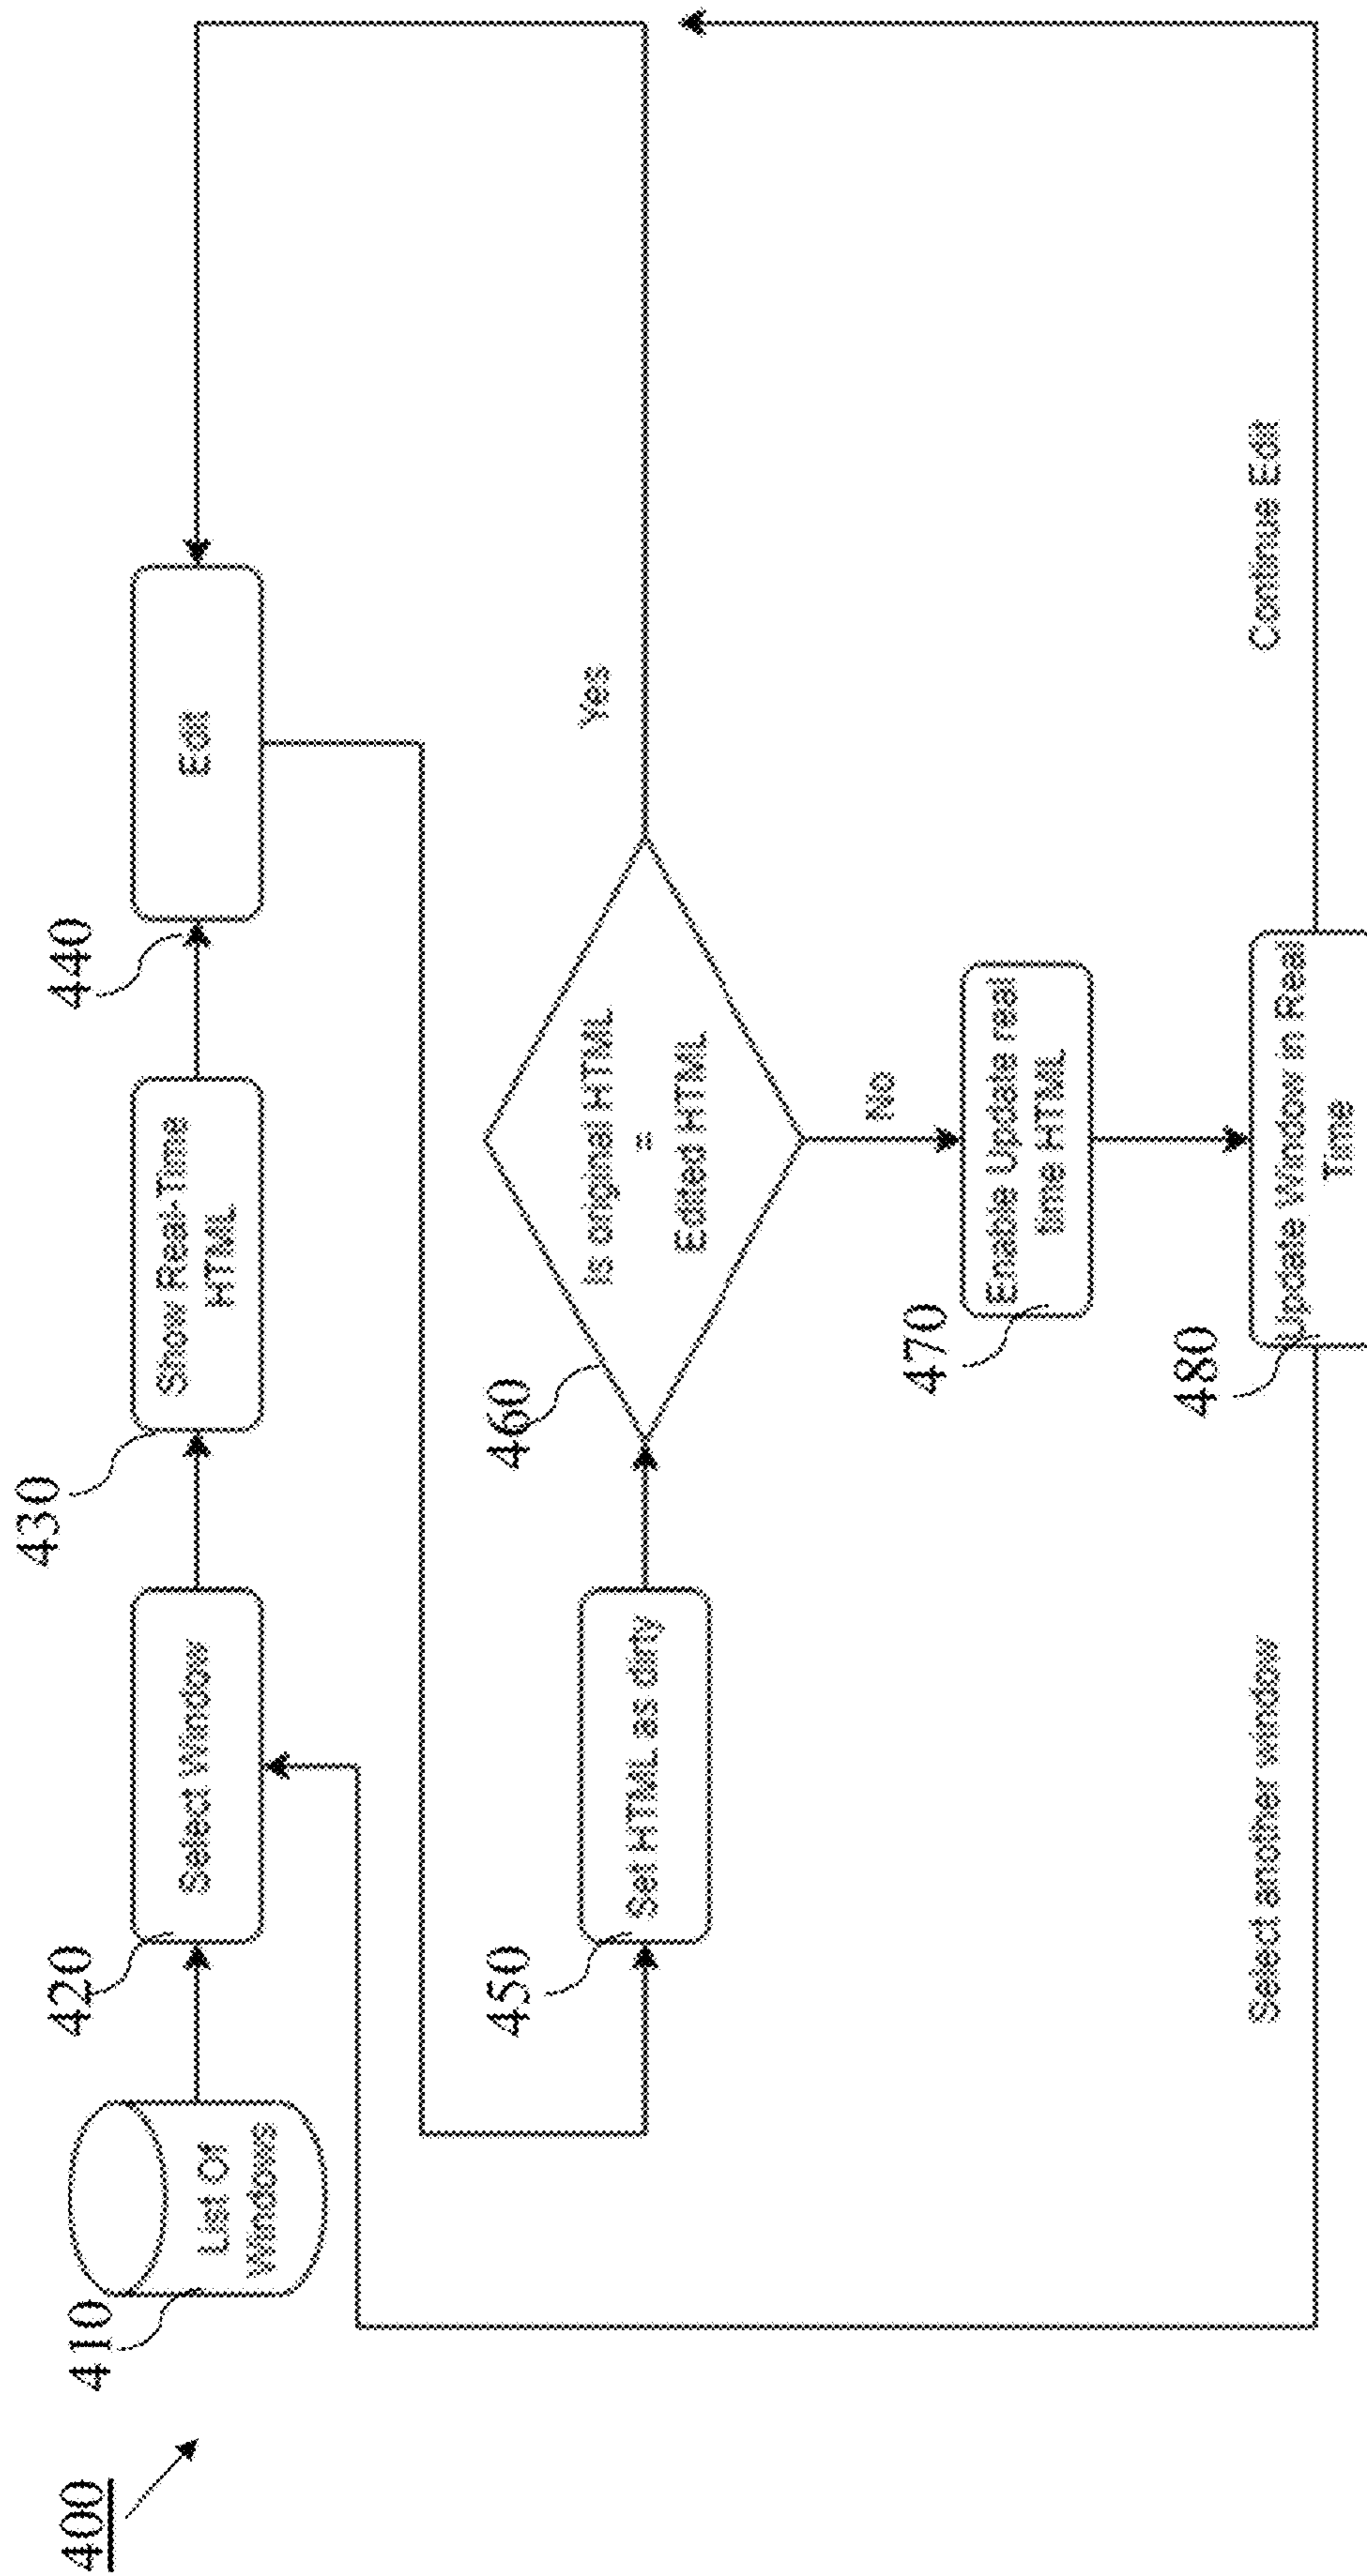 400
410
List Of
Windows
420
Select Window
430
Show Real-Time
HTML
440
Edit
450
Set HTML as dirty
460
Is original HTML
=
Edited HTML
Yes
No
470
Enable Update real
time HTML
480
Update Window in Real
Time
Select another window
Continue Edit